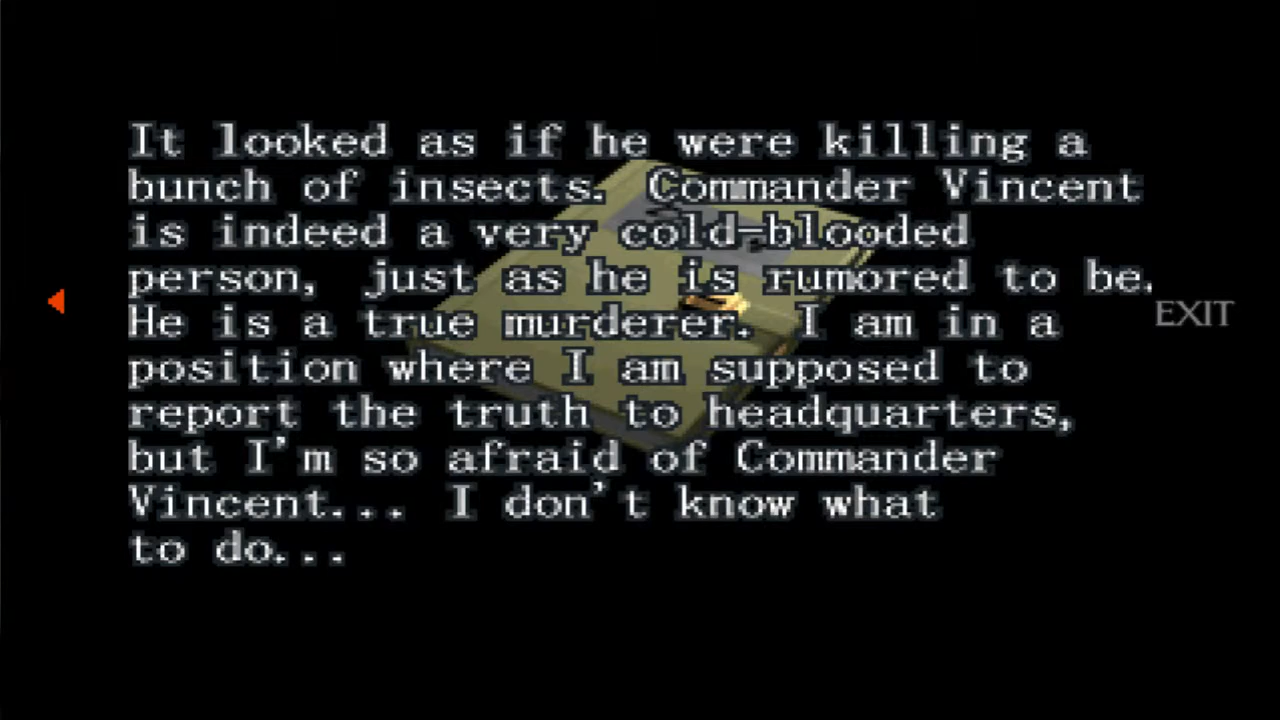 It looked as if he were killing a
bunch of insects. Commander Vincent
is indeed a very cold-blooded
person, just as he is rumored to be.
He is a true murderer. I am in a
position where I am supposed to
report the truth to headquarters,
but I'm so afraid of Commander
Vincent... I don't know what
to do...
EXIT